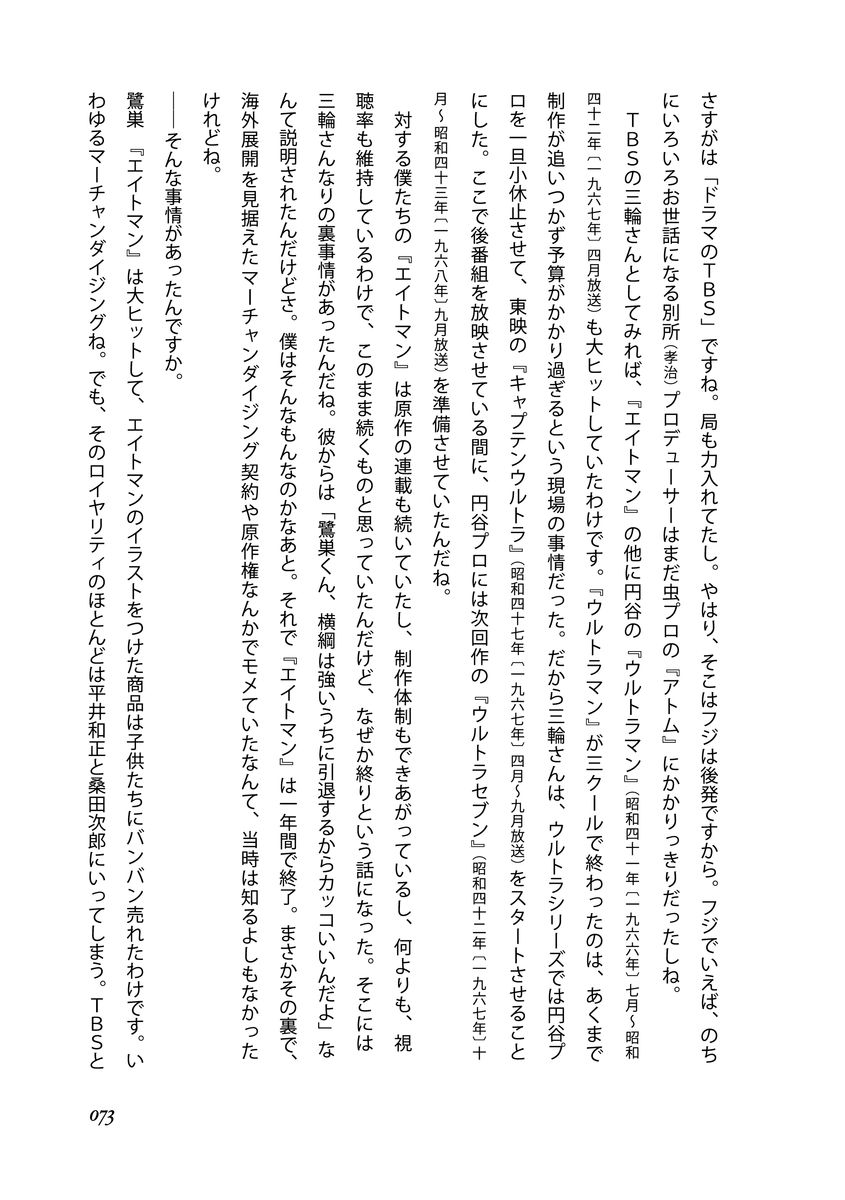 さすがは「ドラマのＴＢＳ」ですね。局も力入れてたし。やはり、そこはフジは後発ですから。フジでいえば、のち
にいろいろお世話になる別所（孝治）プロデューサーはまだ虫プロの『アトム』にかかりっきりだったしね。
　ＴＢＳの三輪さんとしてみれば、『エイトマン』の他に円谷の『ウルトラマン』（昭和四十一年〔一九六六年〕七月〜昭和
四十二年〔一九六七年〕四月放送）も大ヒットしていたわけです。『ウルトラマン』が三クールで終わったのは、あくまで
制作が追いつかず予算がかかり過ぎるという現場の事情だった。だから三輪さんは、ウルトラシリーズでは円谷プ
ロを一旦小休止させて、東映の『キャプテンウルトラ』（昭和四十七年〔一九六七年〕四月〜九月放送）をスタートさせること
にした。ここで後番組を放映させている間に、円谷プロには次回作の『ウルトラセブン』（昭和四十二年〔一九六七年〕十
月〜昭和四十三年〔一九六八年〕九月放送）を準備させていたんだね。
　対する僕たちの『エイトマン』は原作の連載も続いていたし、制作体制もできあがっているし、何よりも、視
聴率も維持しているわけで、このまま続くものと思っていたんだけど、なぜか終りという話になった。そこには
三輪さんなりの裏事情があったんだね。彼からは「鷺巣くん、横綱は強いうちに引退するからカッコいいんだよ」な
んて説明されたんだけどさ。僕はそんなもんなのかなあと。それで『エイトマン』は一年間で終了。まさかその裏で、
海外展開を見据えたマーチャンダイジング契約や原作権なんかでモメていたなんて、当時は知るよしもなかった
けれどね。
――そんな事情があったんですか。
鷺巣　『エイトマン』は大ヒットして、エイトマンのイラストをつけた商品は子供たちにバンバン売れたわけです。い
わゆるマーチャンダイジングね。でも、そのロイヤリティのほとんどは平井和正と桑田次郎にいってしまう。ＴＢＳと
073